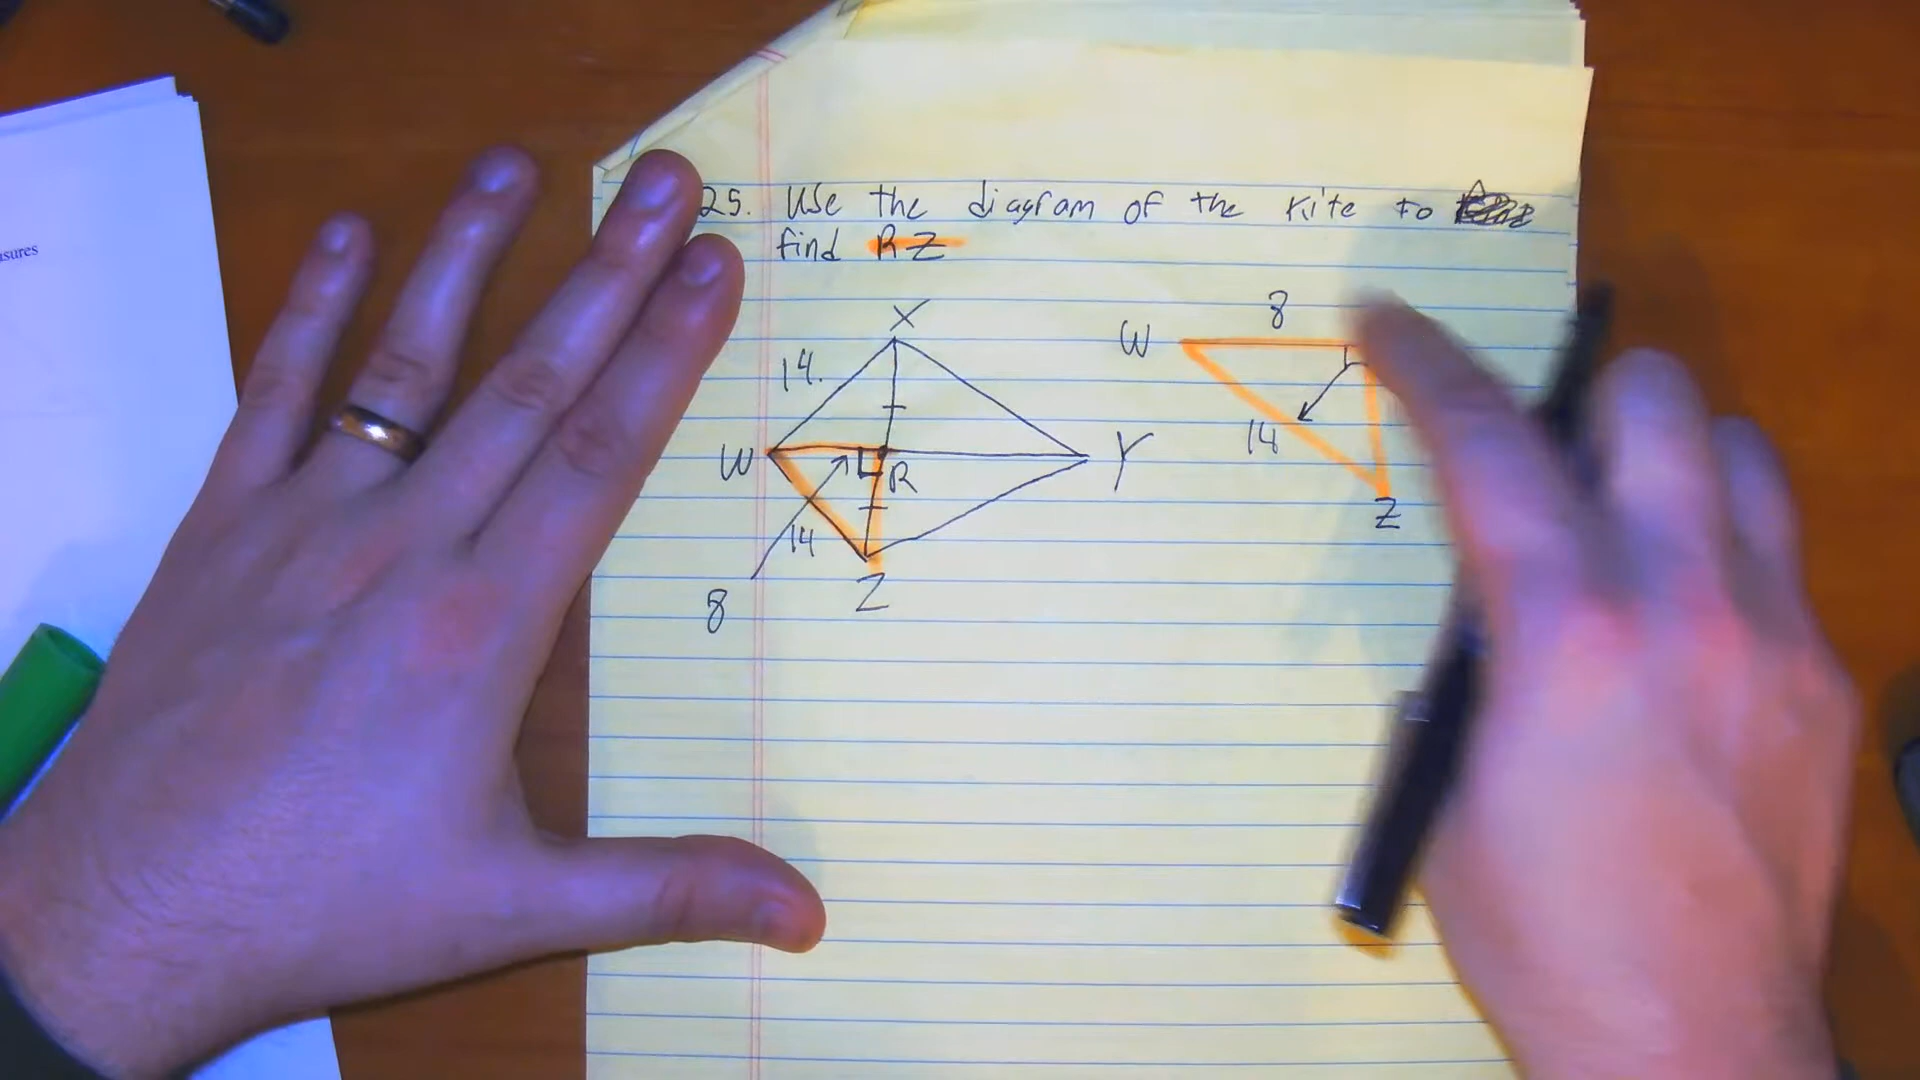 25. Use the diagram of the kite to
find RZ
X
14.
W
R
Y
14
8
Z
8
W
14
Z